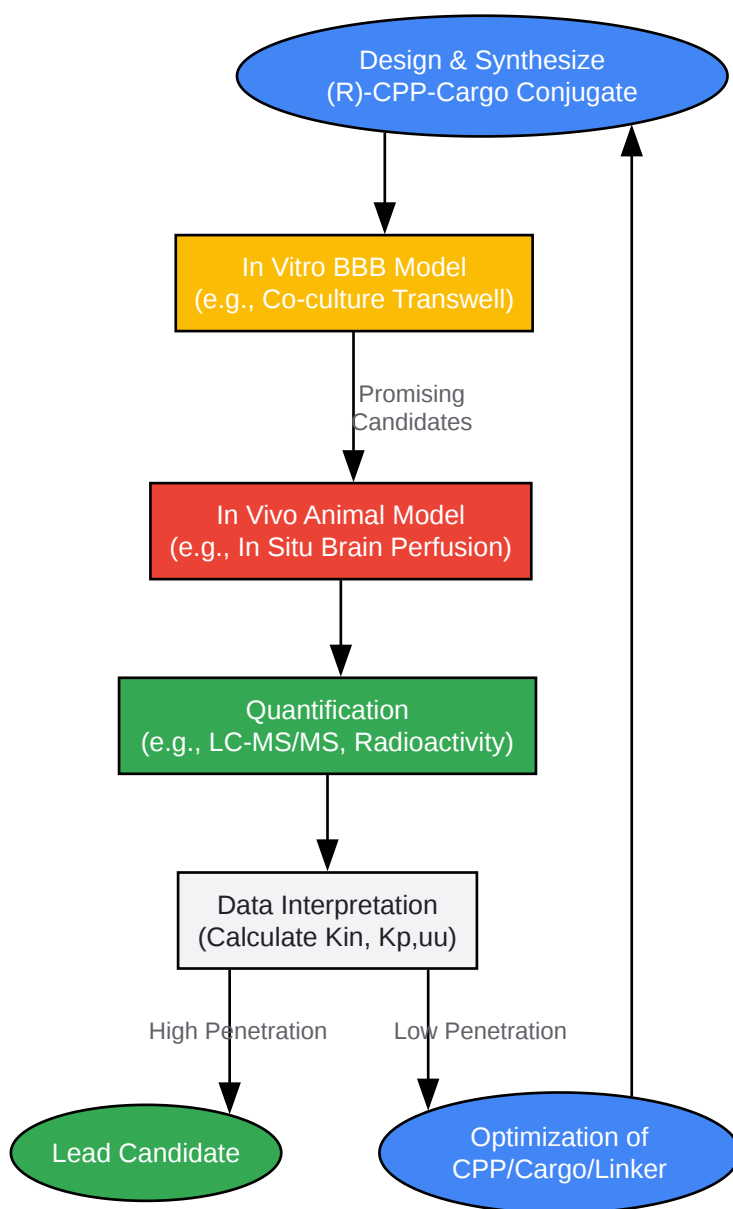 Design & Synthesize
(R)-CPP-Cargo Conjugate
In Vitro BBB Model
(e.g., Co-culture Transwell)
Promising
Candidates
In Vivo Animal Model
(e.g., In Situ Brain Perfusion)
Quantification
(e.g., LC-MS/MS, Radioactivity)
Data Interpretation
(Calculate Kin, Kp,uu)
High Penetration
Low Penetration
Lead Candidate
Optimization of
CPP/Cargo/Linker